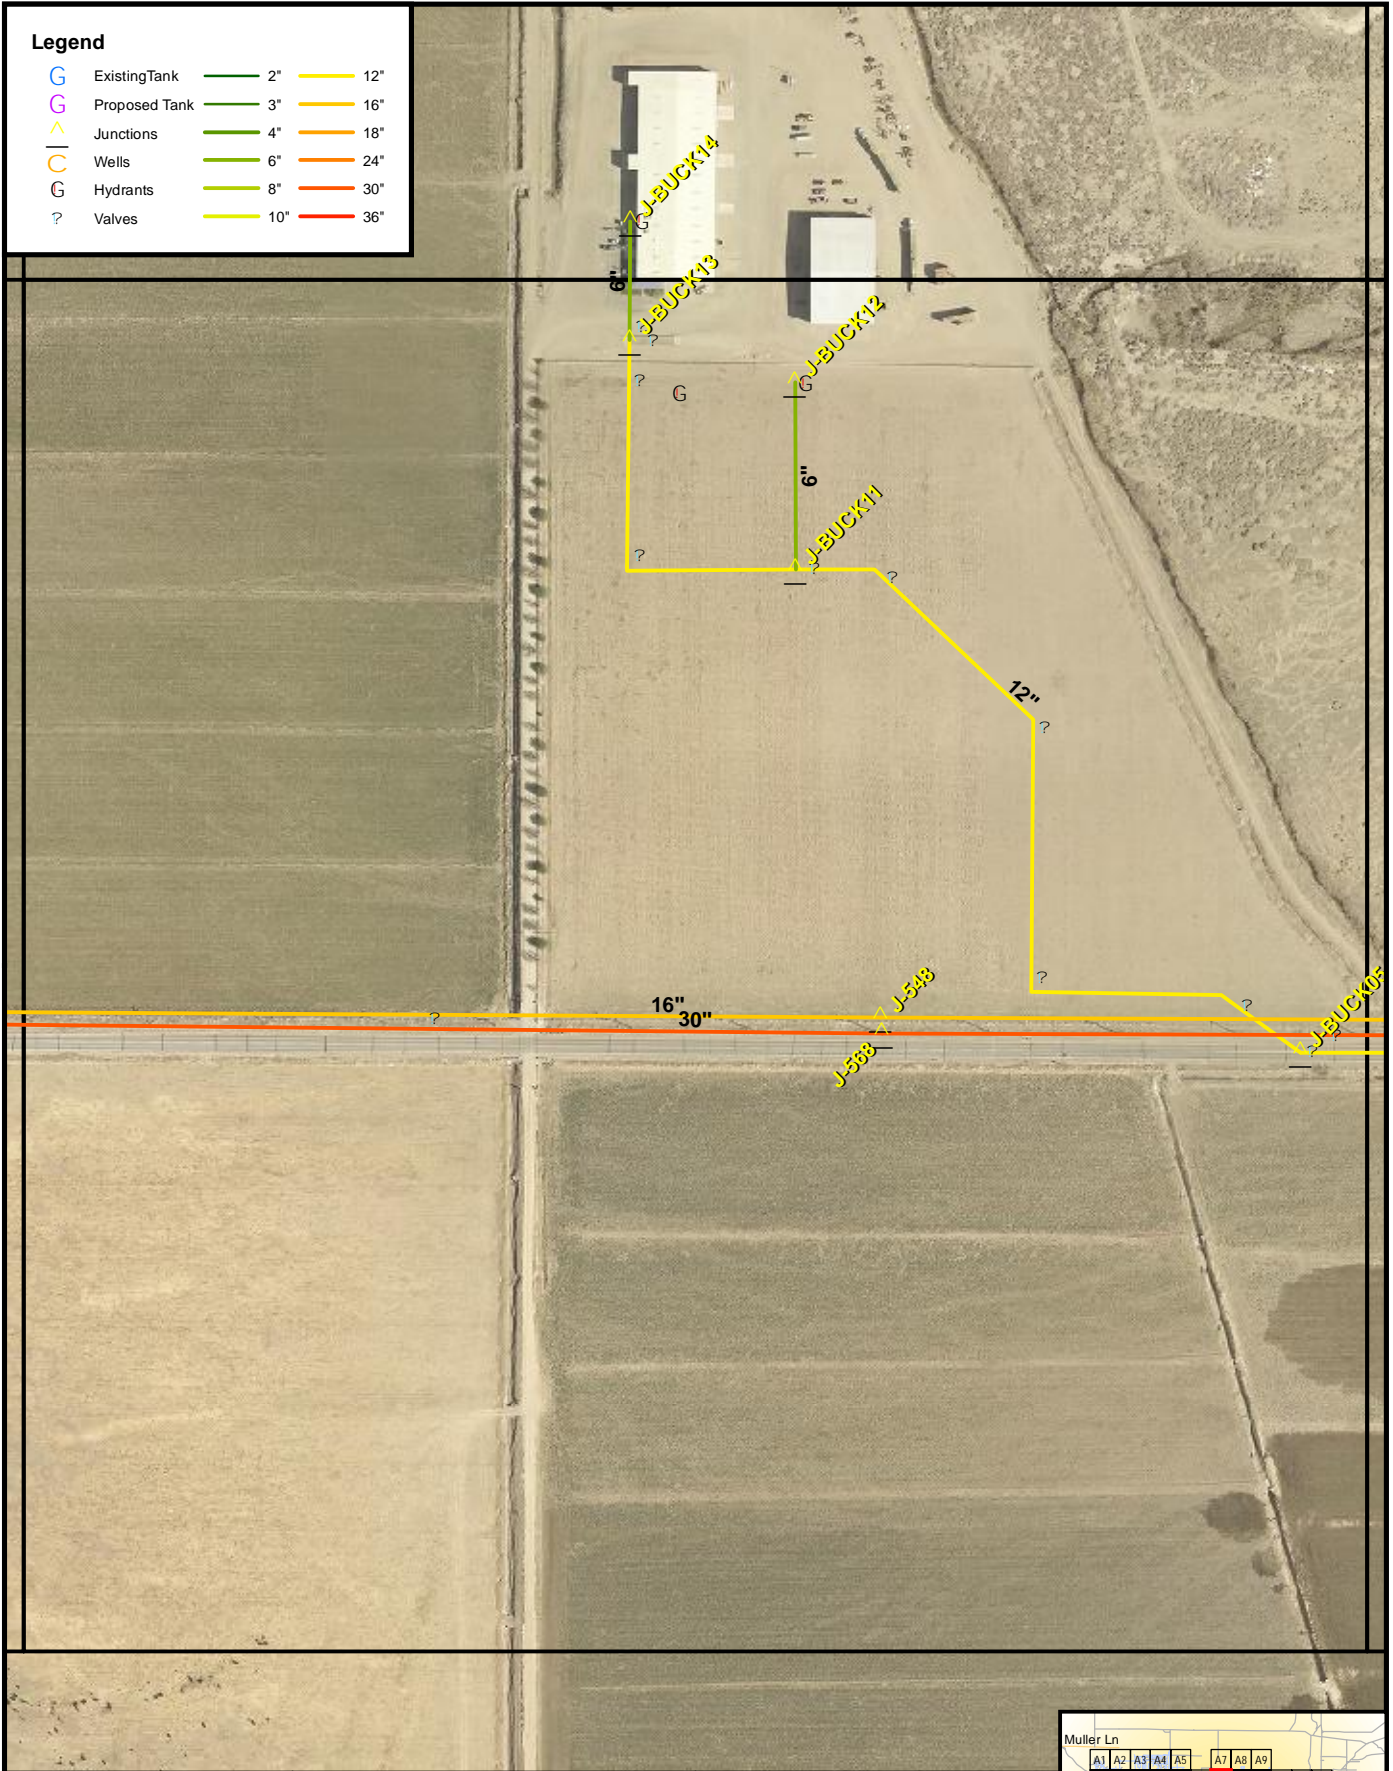 Legend
G ExistingTank 2" 12"
G Proposed Tank 3" 16"
Junctions 4" 18"
C Wells 6" 24"
G Hydrants 8" 30"
? Valves 10" 36"
J-BUCK14
G
6"
J-BUCK13
?
?
J-BUCK12
?
G
G
6"
J-BUCK11
?
?
?
12"
?
?
J-548
?
J-BUCK05
16"
?
30"
?
?
J-568
Muller Ln
A1 A2 A3 A4 A5 A7 A8 A9